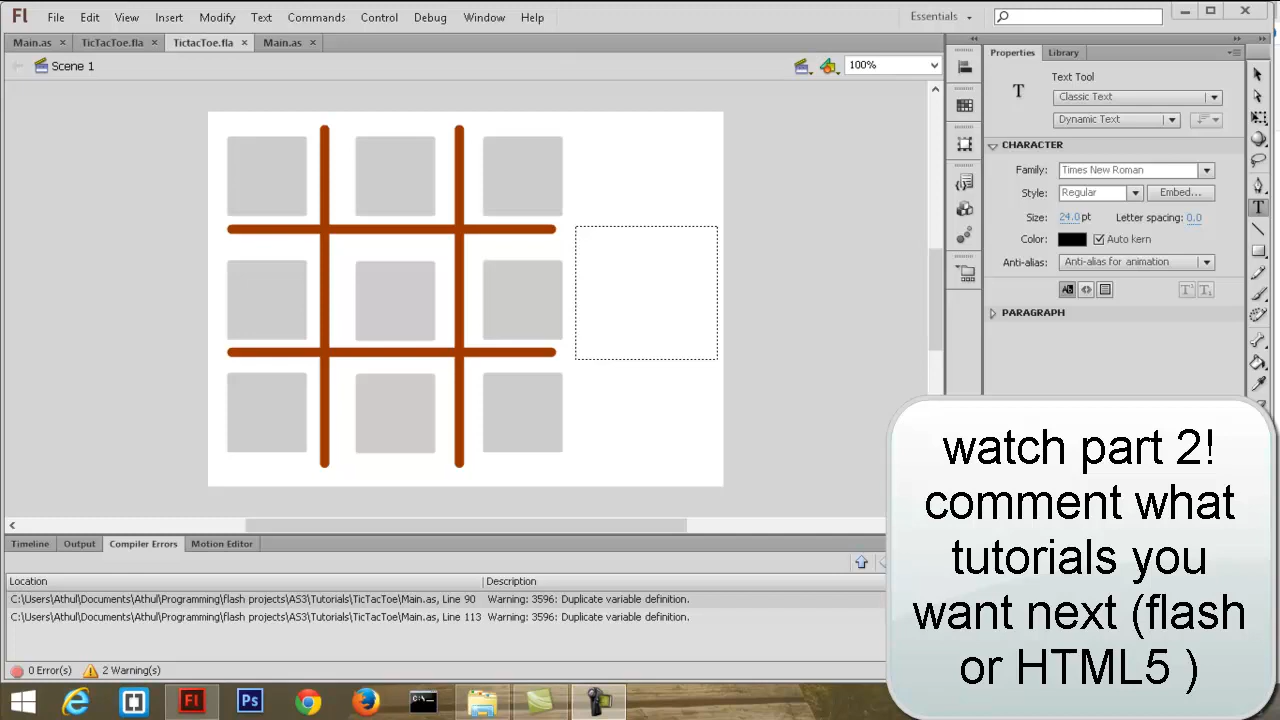 Fl File Edit View Insert Modify Text Commands Control Debug Window Help Essentials
Main.as × TicTacToe.fla × TictacToe.fla × Main.as ×
Scene 1 100%
Properties Library
T Text Tool
Classic Text
Dynamic Text
CHARACTER
Family: Times New Roman
Style: Regular Embed...
Size: 24.0 pt Letter spacing: 0.0
Color: Auto kern
Anti-alias: Anti-alias for animation
PARAGRAPH
watch part 2!
comment what
tutorials you
want next (flash
or HTML5 )
Timeline Output Compiler Errors Motion Editor
Location Description
C:\Users\Athul\Documents\Athul\Programming\flash projects\AS3\Tutorials\TicTacToe\Main.as, Line 90 Warning: 3596: Duplicate variable definition.
C:\Users\Athul\Documents\Athul\Programming\flash projects\AS3\Tutorials\TicTacToe\Main.as, Line 113 Warning: 3596: Duplicate variable definition.
0 Error(s) 2 Warning(s)
Fl Ps